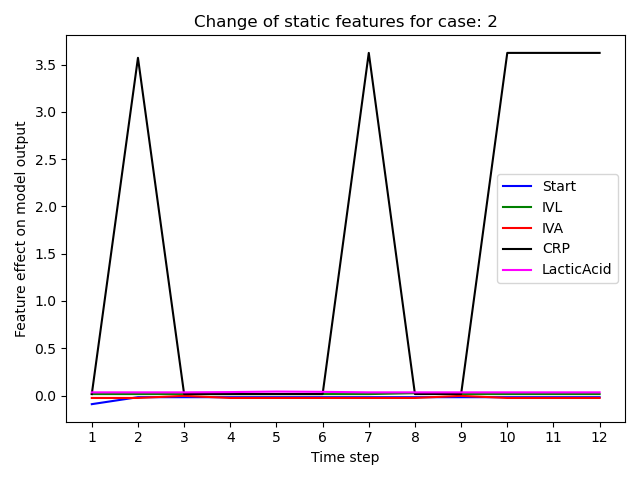 Change of static features for case: 2
Feature effect on model output
3.5
3.0
2.5
2.0
1.5
1.0
0.5
0.0
Start
IVL
IVA
CRP
LacticAcid
1 2 3 4 5 6 7 8 9 10 11 12
Time step